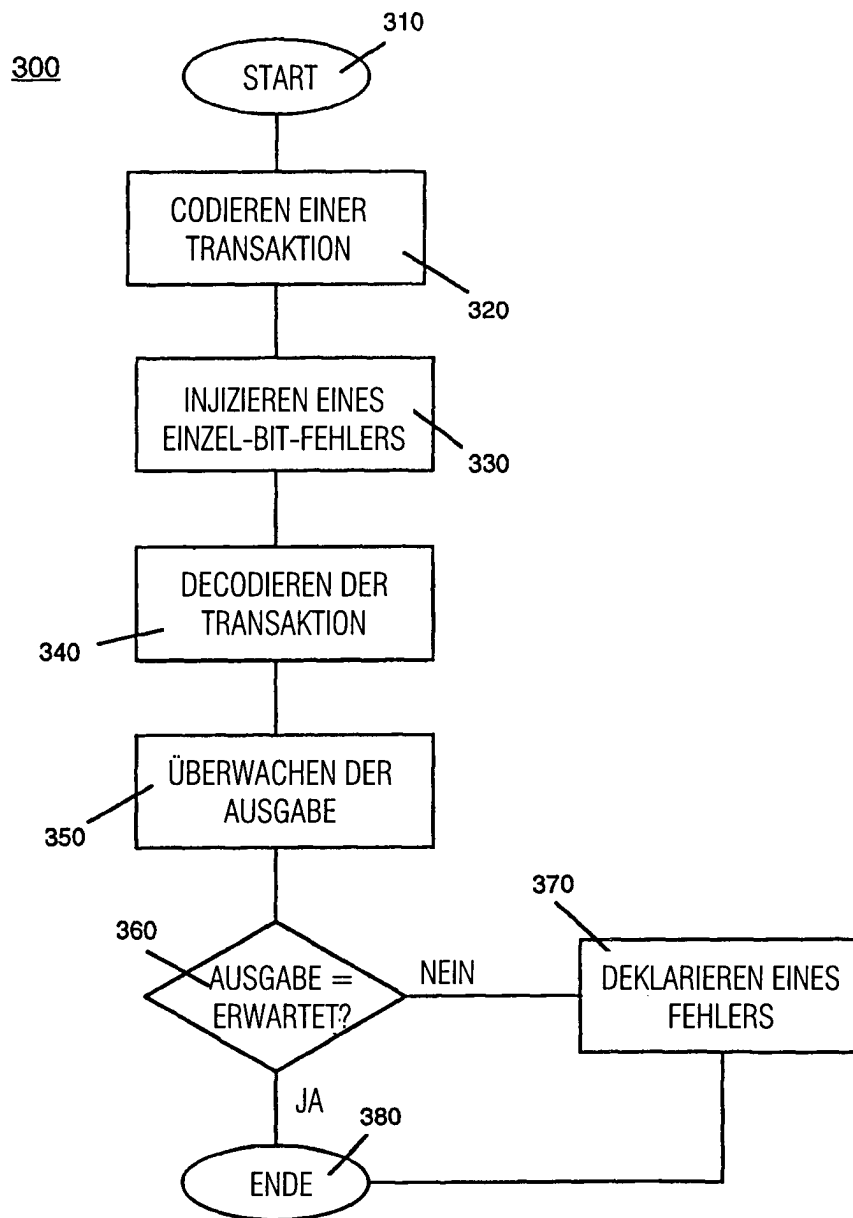 310
300
START
CODIEREN EINER
TRANSAKTION
320
INJIZIEREN EINES
EINZEL-BIT-FEHLERS
330
DECODIEREN DER
TRANSAKTION
340
ÜBERWACHEN DER
AUSGABE
350
360
AUSGABE =
ERWARTET?
NEIN
370
DEKLARIEREN EINES
FEHLERS
JA
380
ENDE